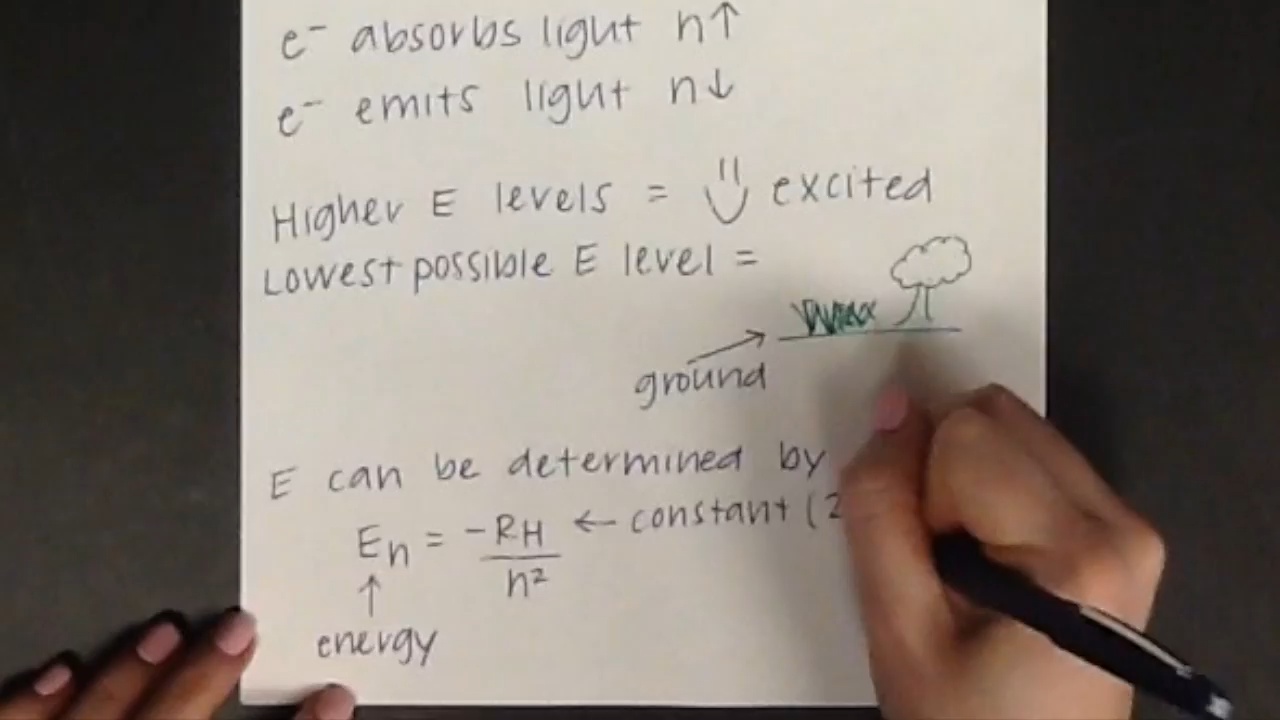 e⁻ absorbs light n↑
e⁻ emits light n↓
Higher E levels = excited
Lowest possible E level =
ground
E can be determined by
Eₙ = -RH ← constant (2
n²
↑
energy